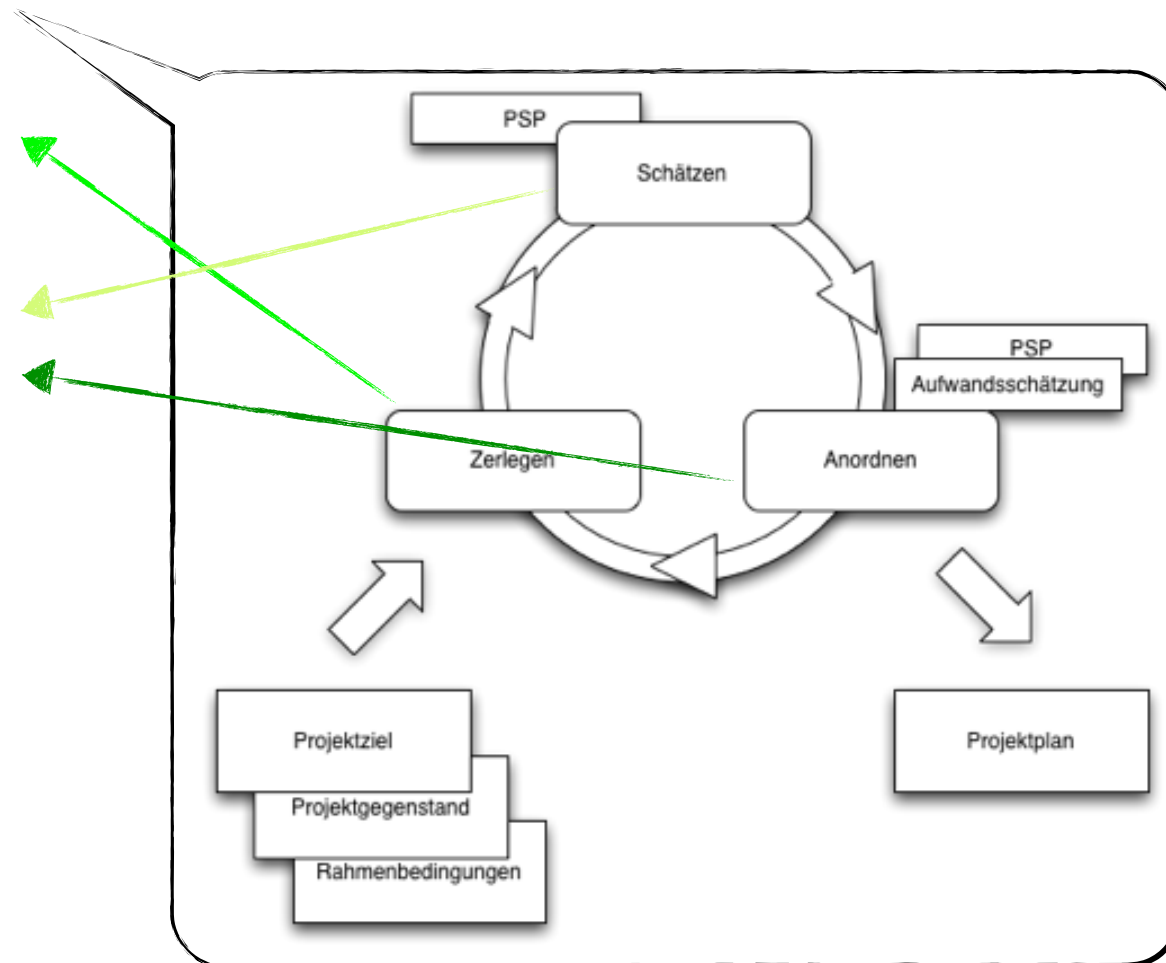 PSP
Schätzen
PSP
Aufwandsschätzung
Zerlegen
Anordnen
Projektziel
Projektplan
Projektgegenstand
Rahmenbedingungen